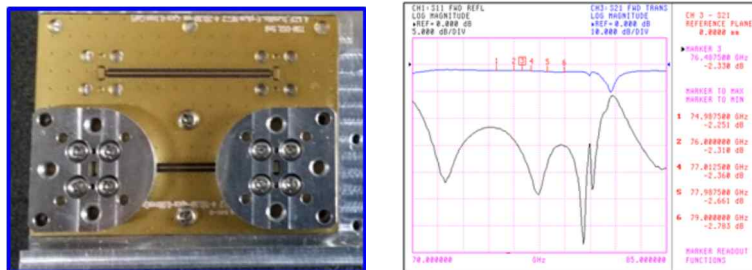 CH1: S11 FWD REFL
LOG MAGNITUDE
▶REF= 0.000 dB
5.000 dB/DIV
CH3: S21 FWD TRANS
LOG MAGNITUDE
▶REF= 0.000 dB
10.000 dB/DIV
CH 3 - S21
REFERENCE PLANE
0.0000 mm
▶MARKER 3
76.487500 GHz
-2.330 dB
MARKER TO MAX
MARKER TO MIN
1 74.987500 GHz
-2.251 dB
2 76.000000 GHz
-2.310 dB
4 77.012500 GHz
-2.360 dB
5 77.987500 GHz
-2.661 dB
6 79.000000 GHz
-2.783 dB
MARKER READOUT
FUNCTIONS
1 2 3 4 5 6
70.000000 GHz 85.000000